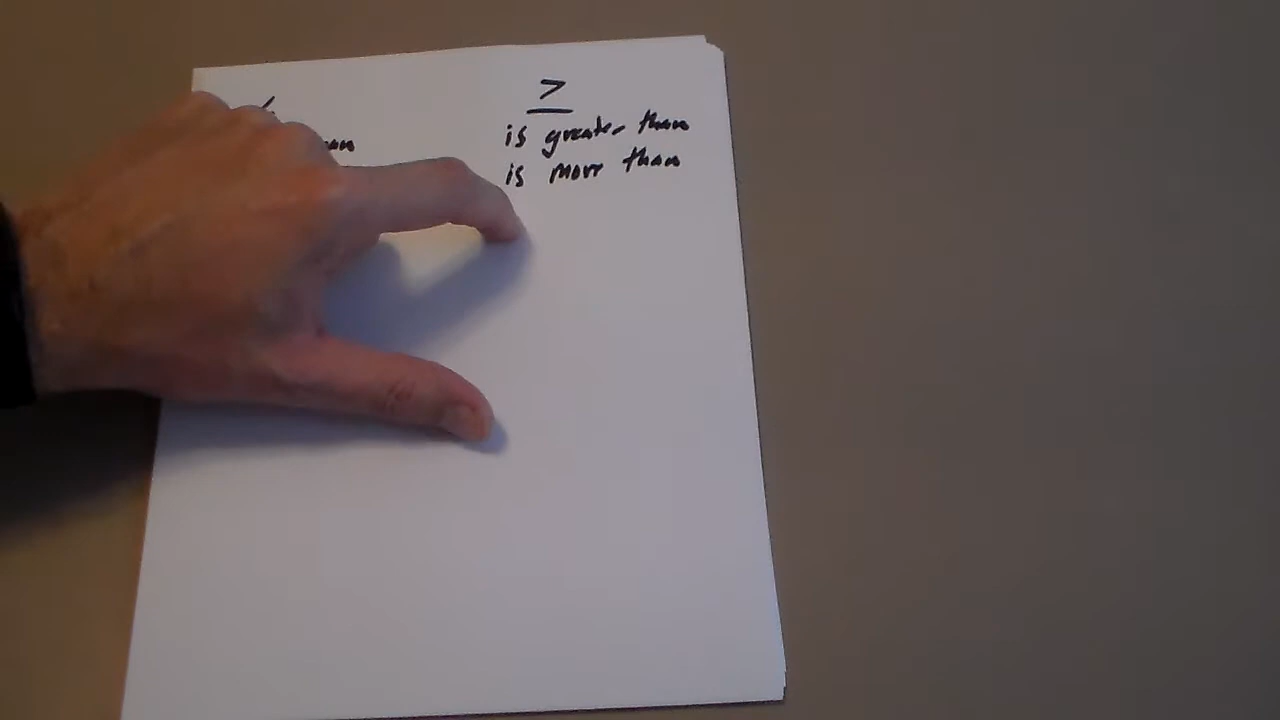 >
is greater than
is more than